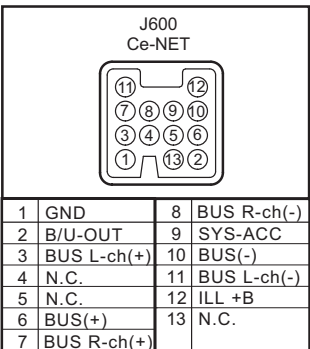 J600
Ce-NET
11 12
7 8 9 10
3 4 5 6
1 13 2
1 GND 8 BUS R-ch(-)
2 B/U-OUT 9 SYS-ACC
3 BUS L-ch(+) 10 BUS(-)
4 N.C. 11 BUS L-ch(-)
5 N.C. 12 ILL +B
6 BUS(+) 13 N.C.
7 BUS R-ch(+)